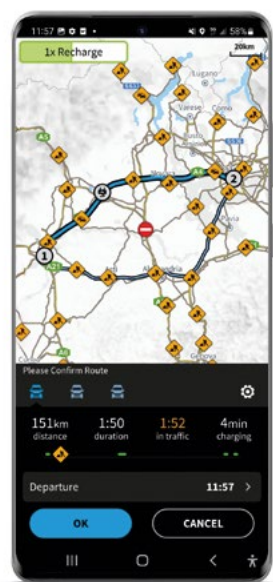 11:57
58%
1x Recharge
20km
Lugano
Varese
Como
A5
Novara
A4
2
Pavia
1
A21
Alessandria
A6
Genova
Please Confirm Route
151km
1:50
1:52
4min
distance
duration
in traffic
charging
Departure
11:57 >
OK
CANCEL